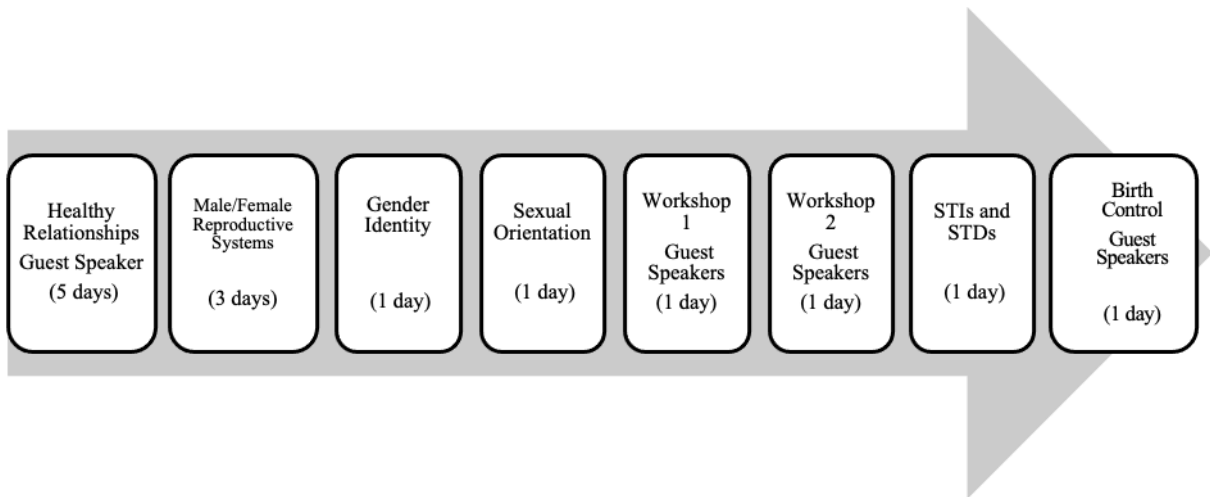 Healthy
Relationships
Guest Speaker
(5 days)
Male/Female
Reproductive
Systems
(3 days)
Gender
Identity
(1 day)
Sexual
Orientation
(1 day)
Workshop
1
Guest
Speakers
(1 day)
Workshop
2
Guest
Speakers
(1 day)
STIs and
STDs
(1 day)
Birth
Control
Guest
Speakers
(1 day)